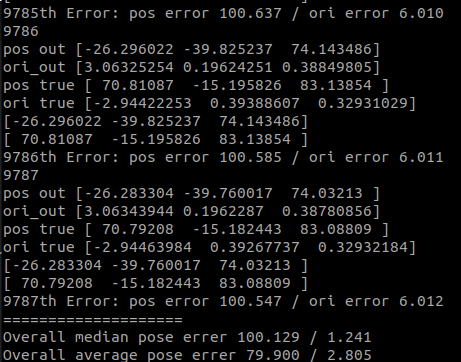 9785th Error: pos error 100.637 / ori error 6.010
9786
pos out [-26.296022 -39.825237  74.143486]
ori_out [3.06325254 0.19624251 0.38849805]
pos true [ 70.81087  -15.195826  83.13854 ]
ori true [-2.94422253  0.39388607  0.32931029]
[-26.296022 -39.825237  74.143486]
[ 70.81087  -15.195826  83.13854 ]
9786th Error: pos error 100.585 / ori error 6.011
9787
pos out [-26.283304 -39.760017  74.03213 ]
ori_out [3.06343944 0.1962287  0.38780856]
pos true [ 70.79208  -15.182443  83.08809 ]
ori true [-2.94463984  0.39267737  0.32932184]
[-26.283304 -39.760017  74.03213 ]
[ 70.79208  -15.182443  83.08809 ]
9787th Error: pos error 100.547 / ori error 6.012
====================
Overall median pose errer 100.129 / 1.241
Overall average pose errer 79.900 / 2.805